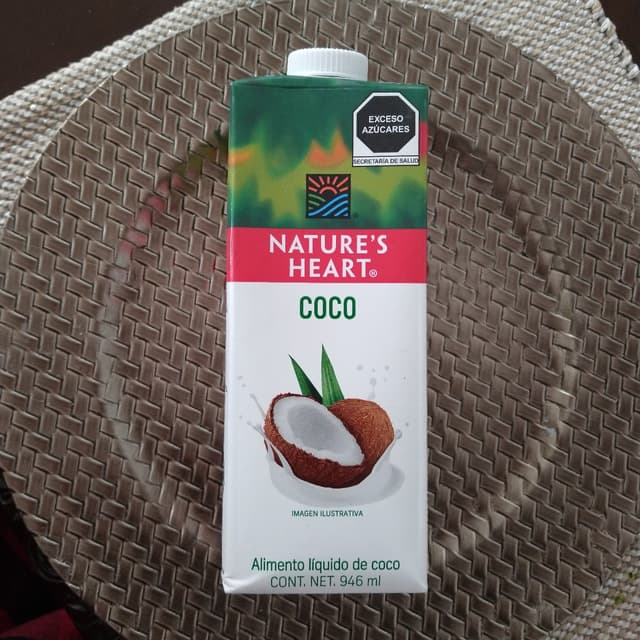 EXCESO
AZÚCARES
SECRETARÍA DE SALUD
NATURE'S
HEART®
COCO
IMAGEN ILUSTRATIVA
Alimento líquido de coco
CONT. NET. 946 ml